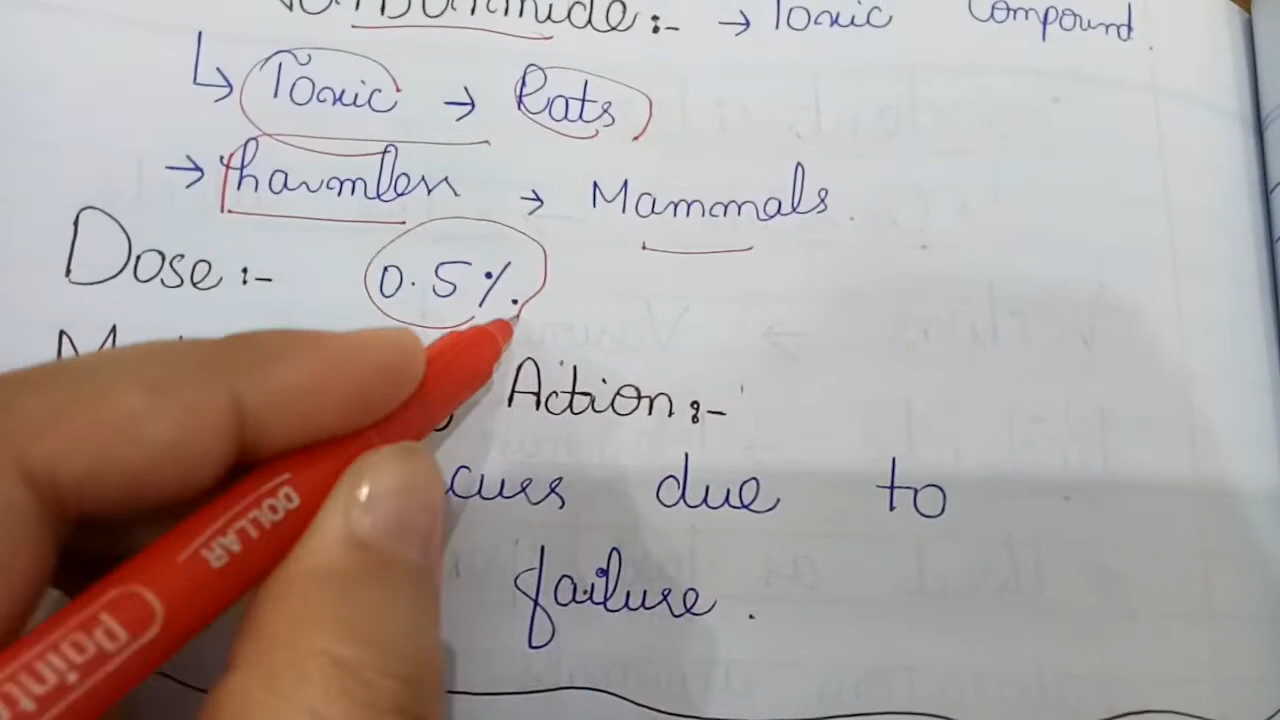 :- → Toxic Compound.
↳ Toxic → Rats
→ harmless → Mammals.
Dose :- 0.5%.
Action :-
due to
failure.
DOLLAR